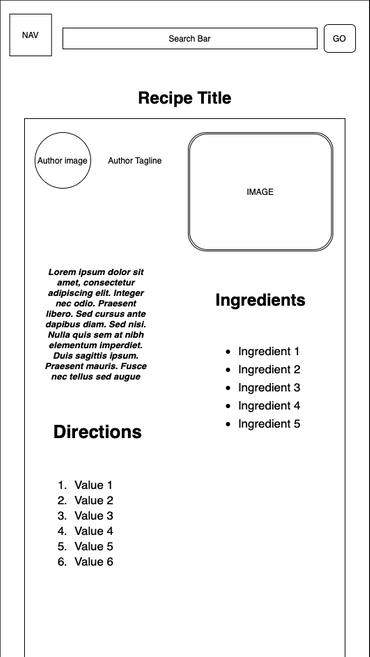 NAV
Search Bar
GO
Recipe Title
Author image
Author Tagline
IMAGE
Lorem ipsum dolor sit
amet, consectetur
adipiscing elit. Integer
nec odio. Praesent
libero. Sed cursus ante
dapibus diam. Sed nisi.
Nulla quis sem at nibh
elementum imperdiet.
Duis sagittis ipsum.
Praesent mauris. Fusce
nec tellus sed augue
Ingredients
• Ingredient 1
• Ingredient 2
• Ingredient 3
• Ingredient 4
• Ingredient 5
Directions
1. Value 1
2. Value 2
3. Value 3
4. Value 4
5. Value 5
6. Value 6